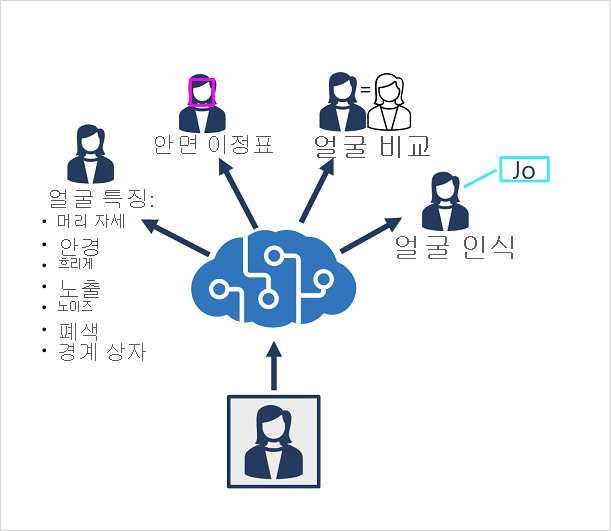 안면 이정표
=
얼굴 비교
Jo
얼굴 인식
얼굴 특징:
• 머리 자세
• 안경
• 흐리게
• 노출
• 노이즈
• 폐색
• 경계 상자